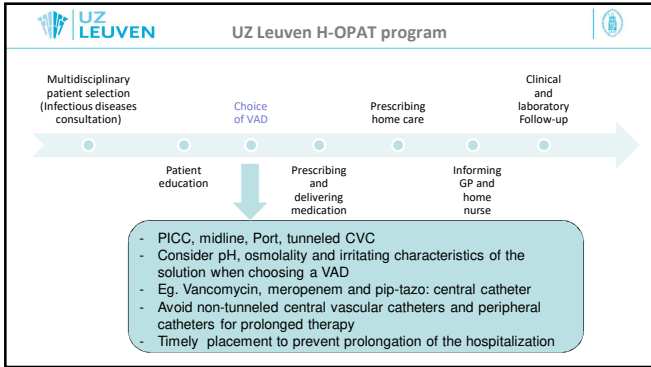 UZ
LEUVEN
UZ Leuven H-OPAT program
Multidisciplinary
patient selection
(Infectious diseases
consultation)
Patient
education
Choice
of VAD
Prescribing
and
delivering
medication
Prescribing
home care
Informing
GP and
home
nurse
Clinical
and
laboratory
Follow-up
- PICC, midline, Port, tunneled CVC
- Consider pH, osmolality and irritating characteristics of the
solution when choosing a VAD
- Eg. Vancomycin, meropenem and pip-tazo: central catheter
- Avoid non-tunneled central vascular catheters and peripheral
catheters for prolonged therapy
- Timely placement to prevent prolongation of the hospitalization